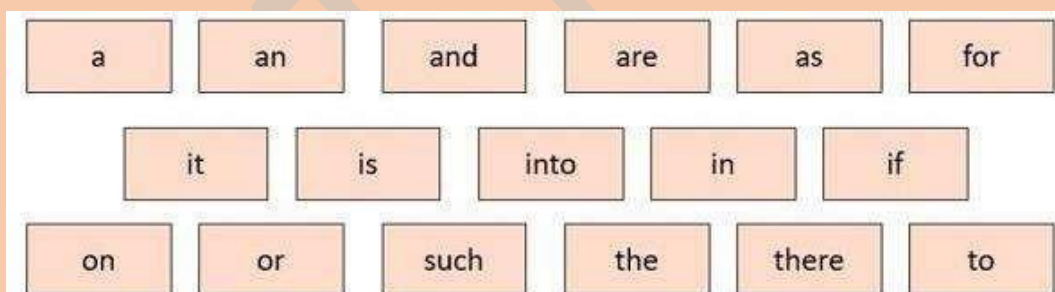 a an and are as for
it is into in if
on or such the there to